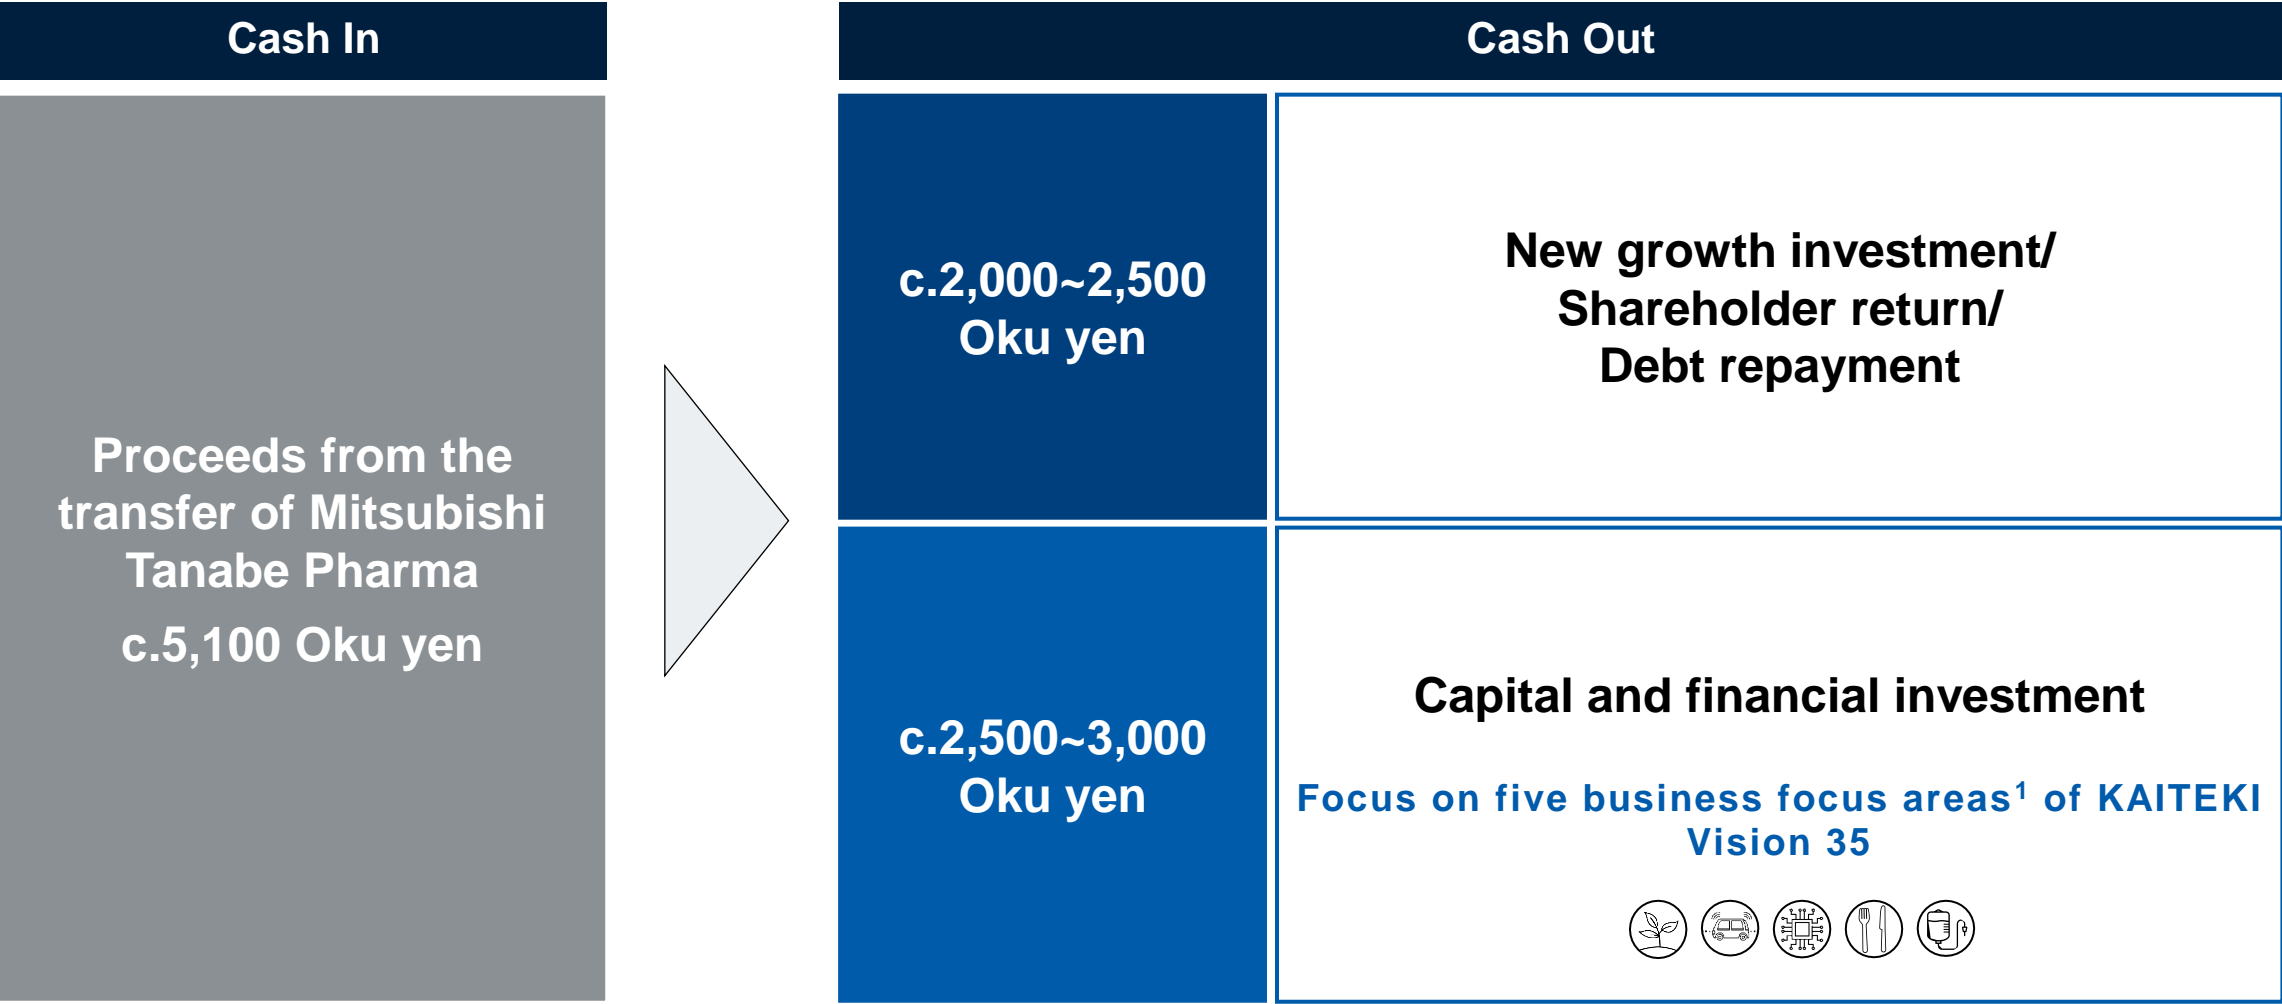 Cash In
Cash Out
Proceeds from the
transfer of Mitsubishi
Tanabe Pharma
c.5,100 Oku yen
c.2,000~2,500
Oku yen
New growth investment/
Shareholder return/
Debt repayment
c.2,500~3,000
Oku yen
Capital and financial investment
Focus on five business focus areas¹ of KAITEKI
Vision 35